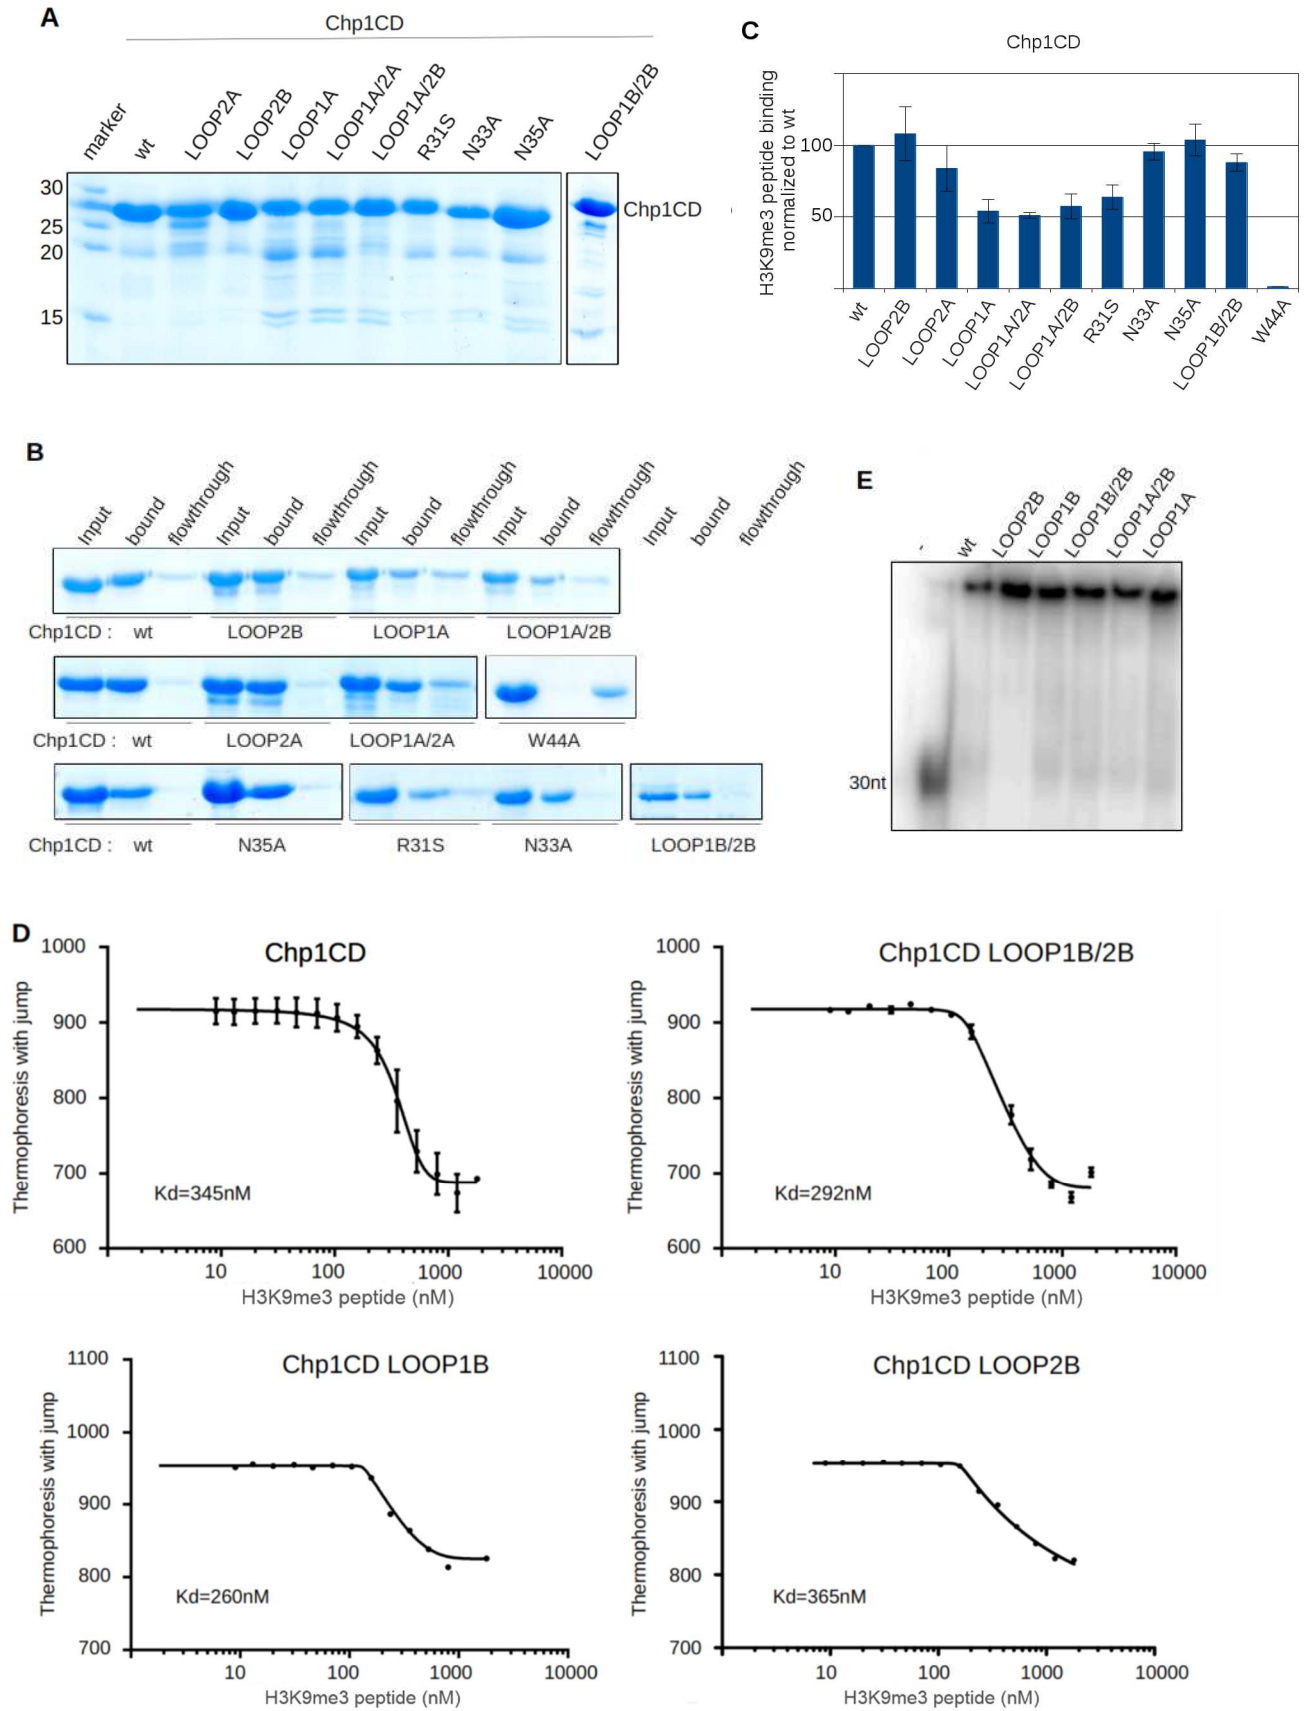 A
Chp1CD
marker
wt
LOOP2A
LOOP2B
LOOP1A
LOOP1A/2A
LOOP1A/2B
R31S
N33A
N35A
LOOP1B/2B
30
25
20
15
Chp1CD
C
Chp1CD
H3K9me3 peptide binding
normalized to wt
100
50
wt
LOOP2B
LOOP2A
LOOP1A
LOOP1A/2A
LOOP1A/2B
R31S
N33A
N35A
LOOP1B/2B
W44A
B
Input
bound
flowthrough
Input
bound
flowthrough
Input
bound
flowthrough
Input
bound
flowthrough
Input
bound
flowthrough
Chp1CD : wt LOOP2B LOOP1A LOOP1A/2B
Chp1CD : wt LOOP2A LOOP1A/2A W44A
Chp1CD : wt N35A R31S N33A LOOP1B/2B
E
-
wt
LOOP2B
LOOP1B
LOOP1B/2B
LOOP1A/2B
LOOP1A
30nt
D
Chp1CD
Thermophoresis with jump
1000
900
800
700
600
Kd=345nM
10 100 1000 10000
H3K9me3 peptide (nM)
Chp1CD LOOP1B/2B
Thermophoresis with jump
1000
900
800
700
600
Kd=292nM
10 100 1000 10000
H3K9me3 peptide (nM)
Chp1CD LOOP1B
Thermophoresis with jump
1100
1000
900
800
700
Kd=260nM
10 100 1000 10000
H3K9me3 peptide (nM)
Chp1CD LOOP2B
Thermophoresis with jump
1100
1000
900
800
700
Kd=365nM
10 100 1000 10000
H3K9me3 peptide (nM)